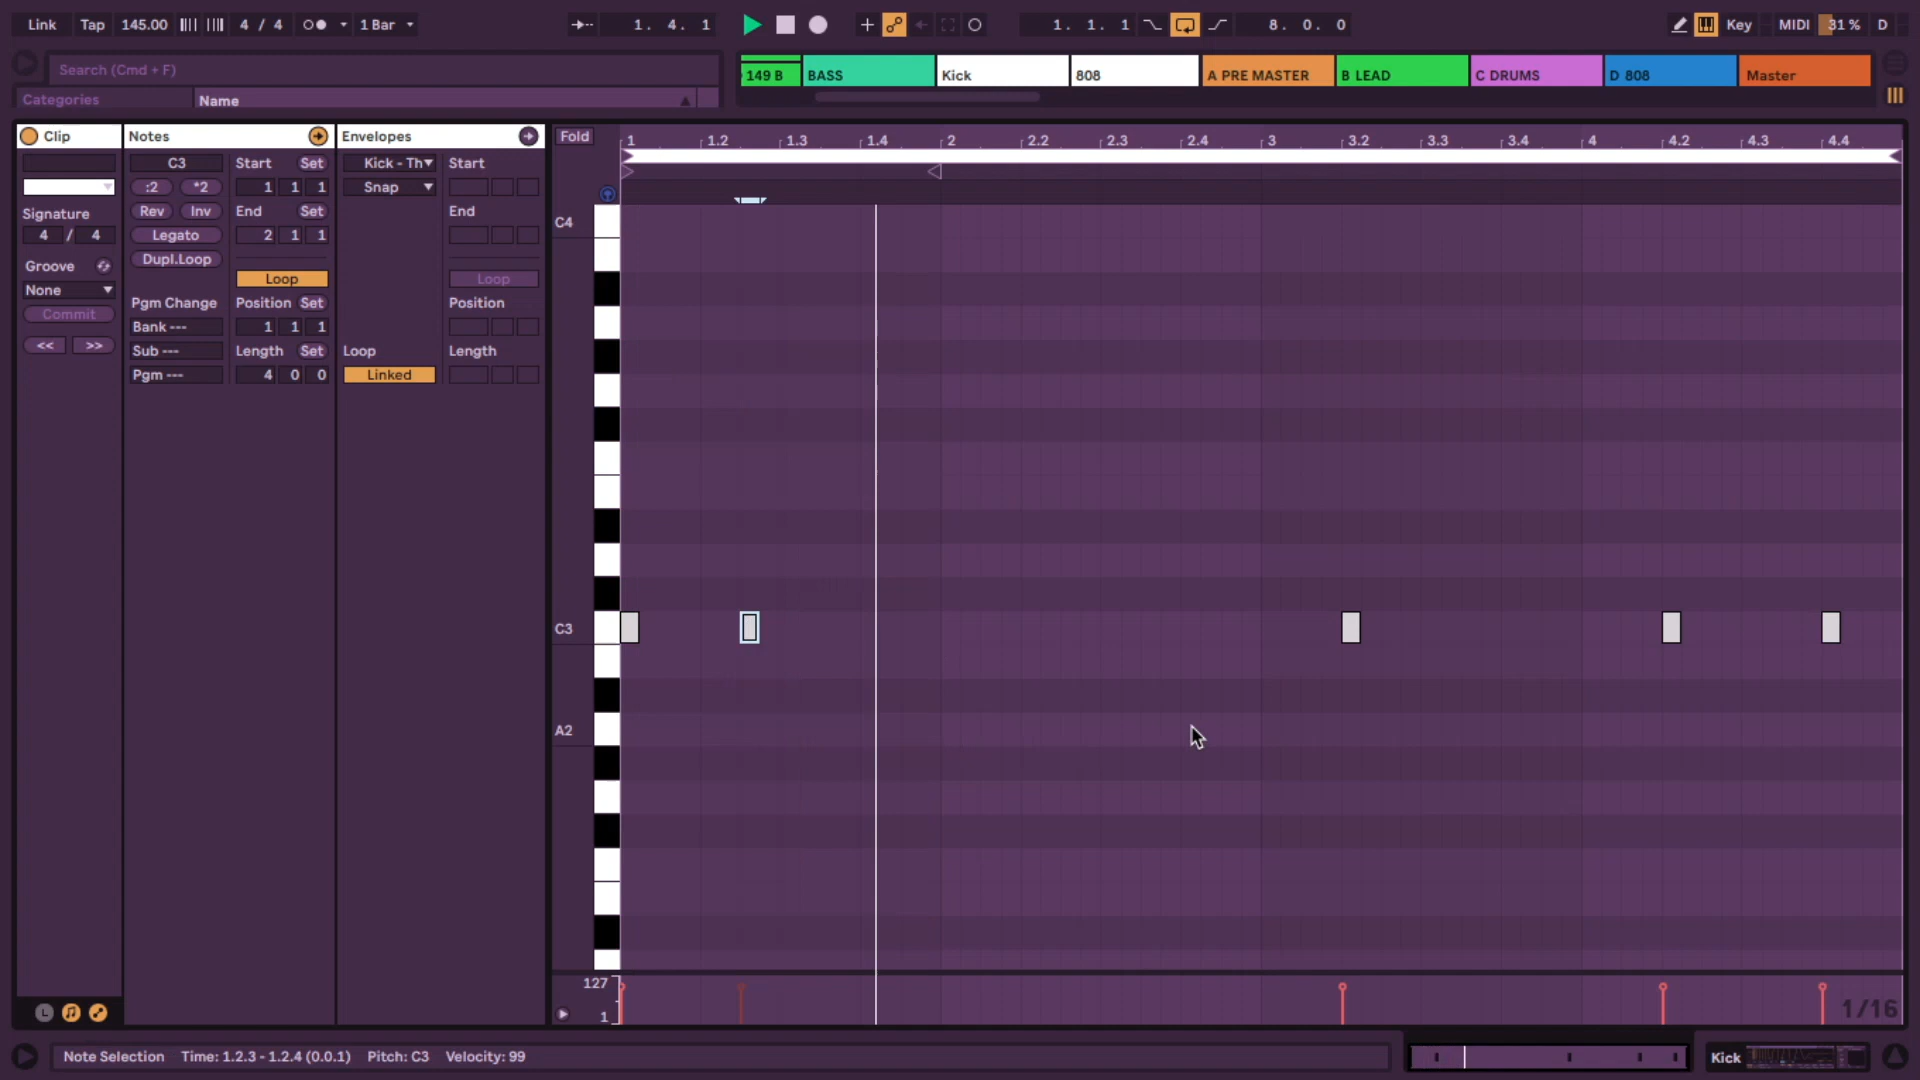 Link Tap 145.00 4 / 4 1 Bar 1. 4. 1 1. 1. 1 8. 0. 0 Key MIDI 31 % D
Search (Cmd + F)
149 B BASS Kick 808 A PRE MASTER B LEAD C DRUMS D 808 Master
Categories Name
Clip Notes Envelopes Fold 1 1.2 1.3 1.4 2 2.2 2.3 2.4 3 3.2 3.3 3.4 4 4.2 4.3 4.4
C3 Start Set Kick - Th Start
:2 *2 1 1 1 Snap
Signature Rev Inv End Set End
4 / 4 Legato 2 1 1
Groove Dupl.Loop
None Loop Loop
Commit Pgm Change Position Set Position
Bank --- 1 1 1
<< >> Sub --- Length Set Loop Length
Pgm --- 4 0 0 Linked
C4
C3
A2
127
1 1/16
Note Selection Time: 1.2.3 - 1.2.4 (0.0.1) Pitch: C3 Velocity: 99 Kick